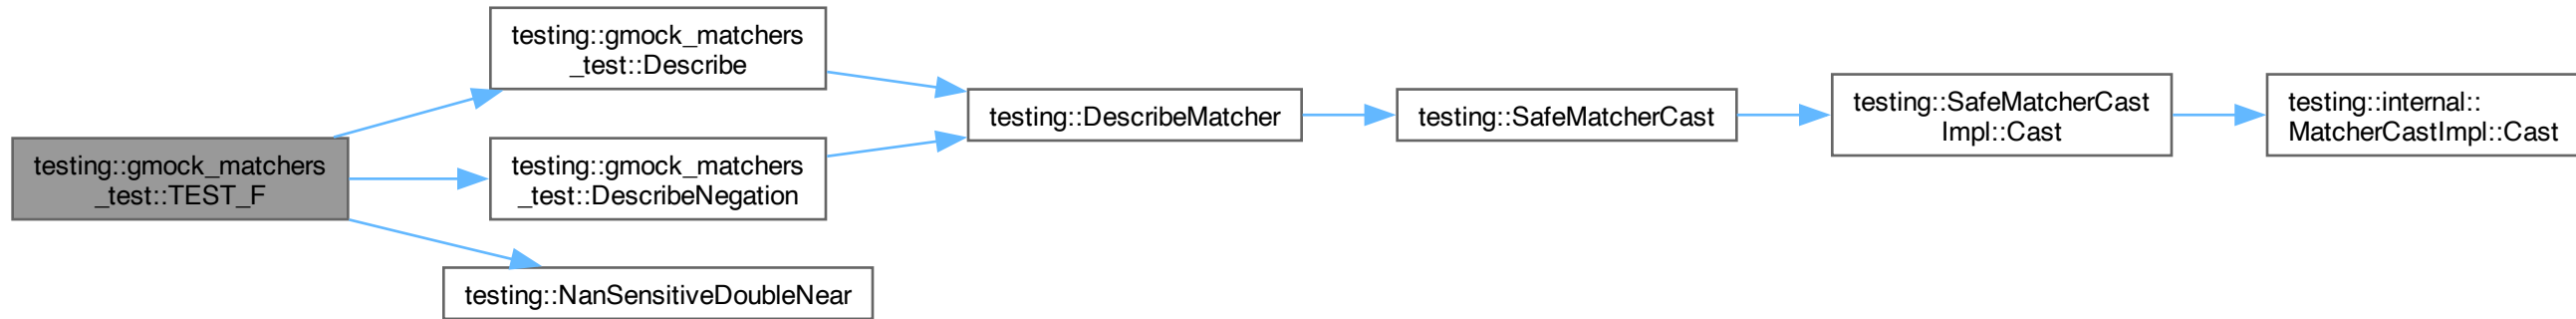 testing::gmock_matchers
_test::TEST_F
testing::gmock_matchers
_test::Describe
testing::gmock_matchers
_test::DescribeNegation
testing::NanSensitiveDoubleNear
testing::DescribeMatcher
testing::SafeMatcherCast
testing::SafeMatcherCast
Impl::Cast
testing::internal::
MatcherCastImpl::Cast